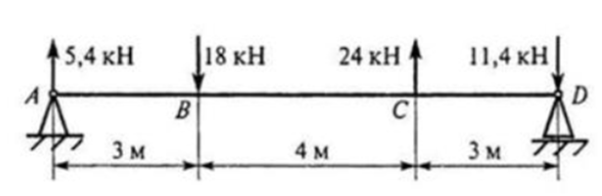 5,4 кН 18 кН 24 кН 11,4 кН
A B C D
3 м 4 м 3 м